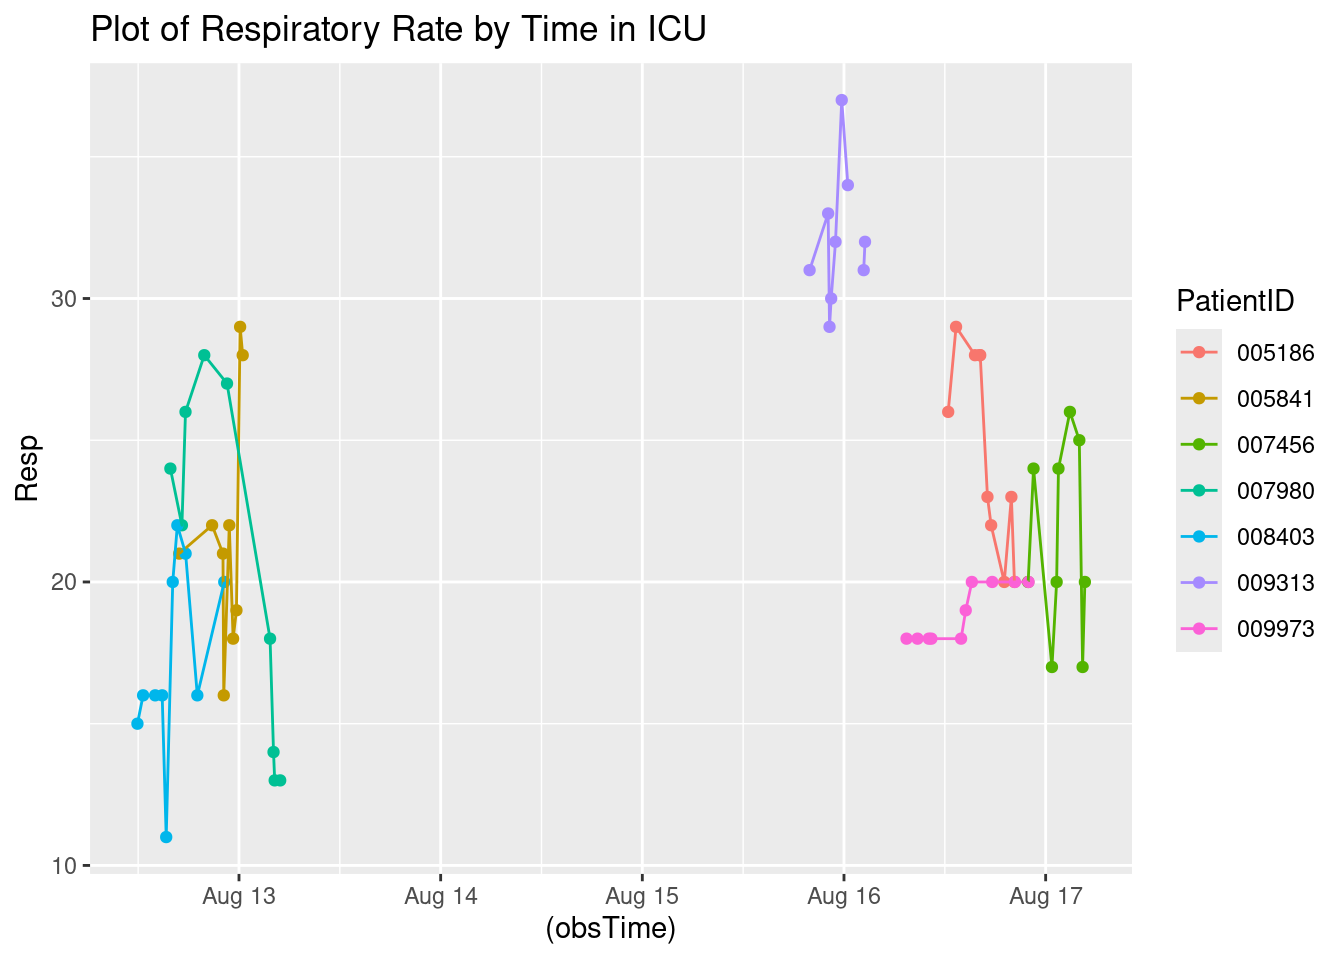 Plot of Respiratory Rate by Time in ICU
Resp
30
20
10
Aug 13 Aug 14 Aug 15 Aug 16 Aug 17
(obsTime)
PatientID
005186
005841
007456
007980
008403
009313
009973